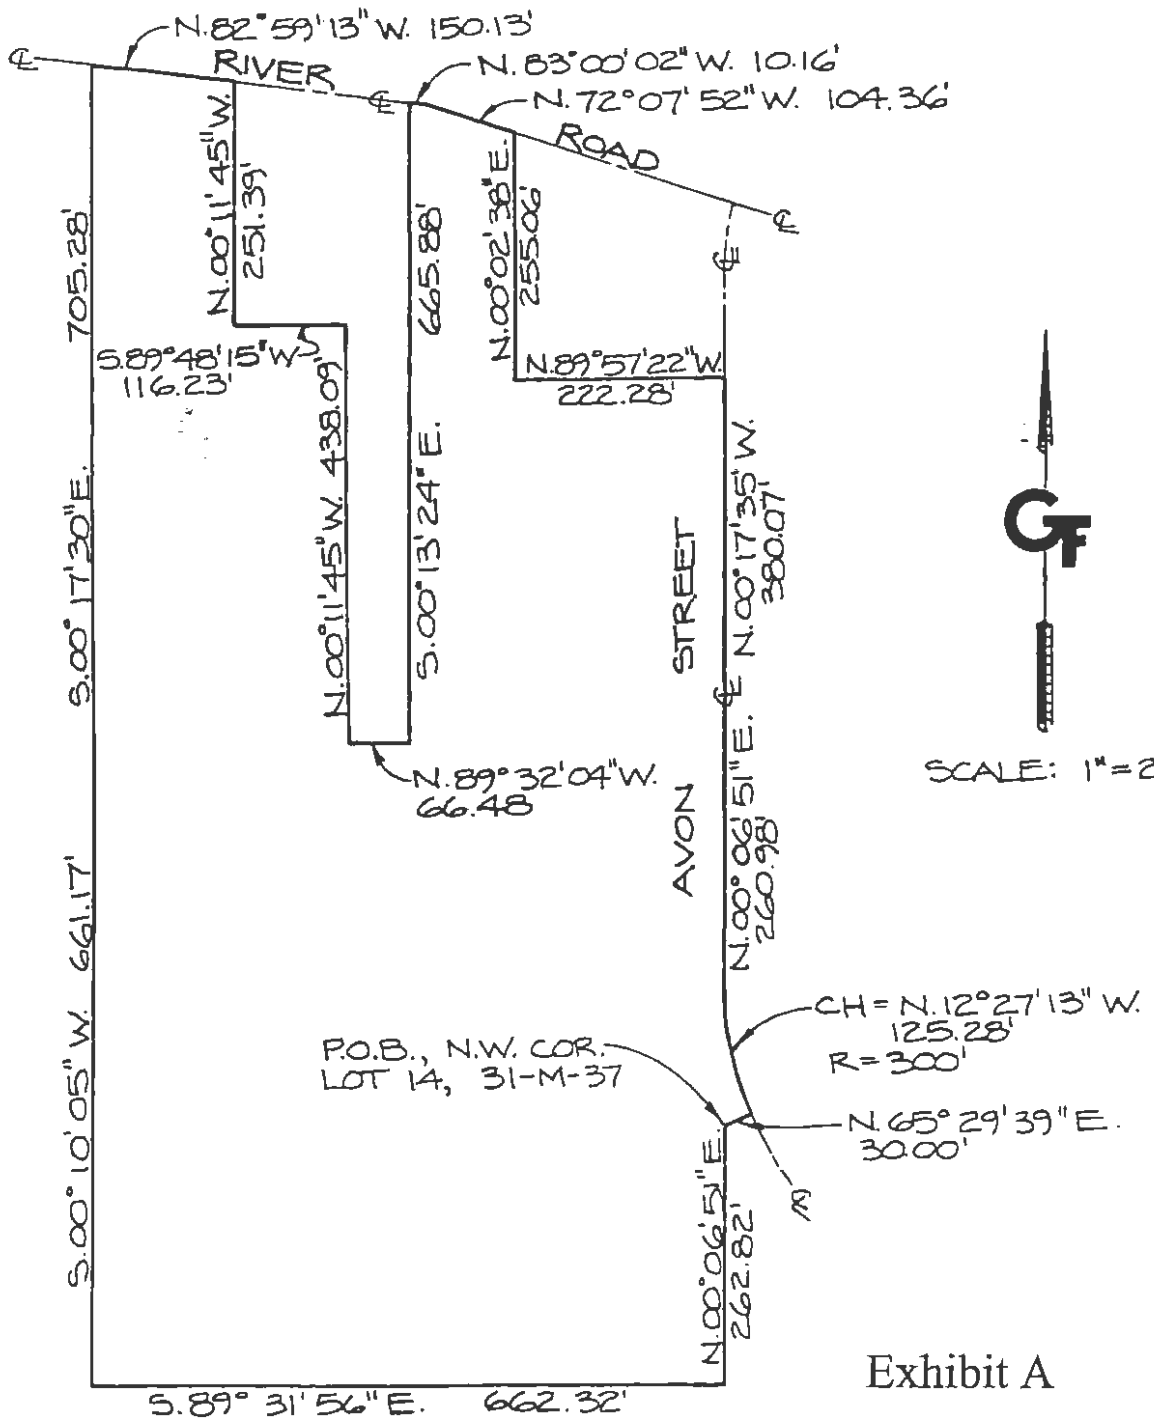 N.82°59'13"W. 150.13'
℄
RIVER
N.83°00'02"W. 10.16'
℄
N.72°07'52"W. 104.36'
ROAD
℄
℄
N.00°11'45"W.
251.39'
705.28'
S.00°17'30"E.
665.88'
S.00°13'24"E.
N.00°02'38"E.
255.06'
S.89°48'15"W
116.23'
N.89°57'22"W.
222.28'
N.00°11'45"W. 438.09"
N.00°17'35"W.
380.07'
STREET
AVON
℄
GTF
SCALE: 1"=2
N.89°32'04"W.
66.48
N.00°06'51"E.
260.98'
661.17'
S.00°10'05"W.
CH = N.12°27'13"W.
125.28'
R=300'
P.O.B., N.W. COR.
LOT 14, 31-M-37
N.65°29'39"E.
30.00'
℄
N.00°06'51"E.
262.82'
S.89°31'56"E. 662.32'
Exhibit A